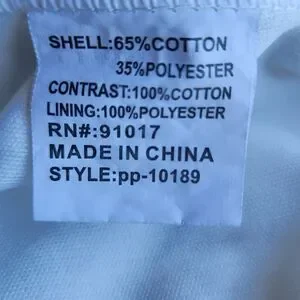 SHELL:65%COTTON
35%POLYESTER
CONTRAST:100%COTTON
LINING:100%POLYESTER
RN#:91017
MADE IN CHINA
STYLE:pp-10189